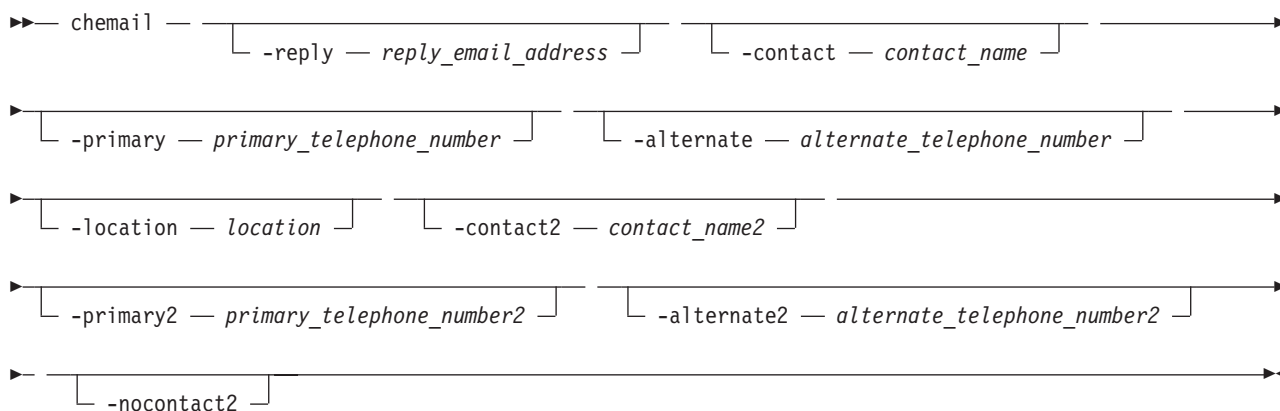 chemail
-reply reply_email_address -contact contact_name
-primary primary_telephone_number -alternate alternate_telephone_number
-location location -contact2 contact_name2
-primary2 primary_telephone_number2 -alternate2 alternate_telephone_number2
-nocontact2